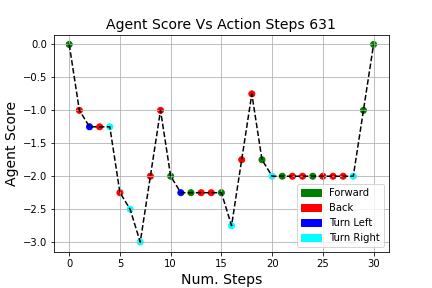 Agent Score Vs Action Steps 631
Agent Score
0.0
−0.5
−1.0
−1.5
−2.0
−2.5
−3.0
Forward
Back
Turn Left
Turn Right
0 5 10 15 20 25 30
Num. Steps